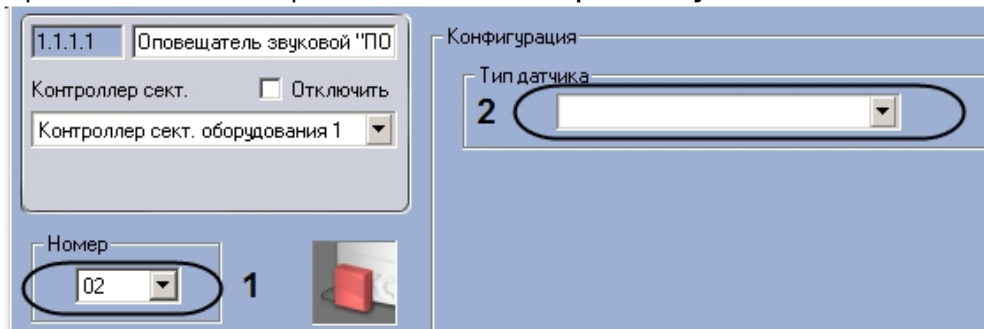 1.1.1.1 Оповещатель звуковой "ПО
Контроллер сект. Отключить
Контроллер сект. оборудования 1
Номер
02 1
Конфигурация
Тип датчика
2